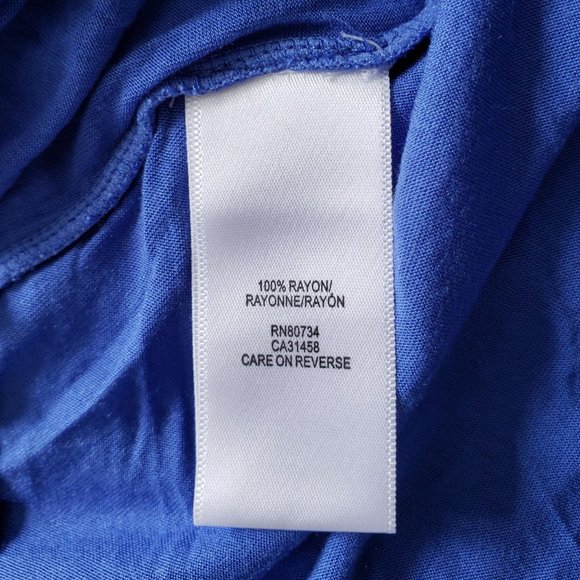 100% RAYON/
RAYONNE/RAYÓN
RN80734
CA31458
CARE ON REVERSE